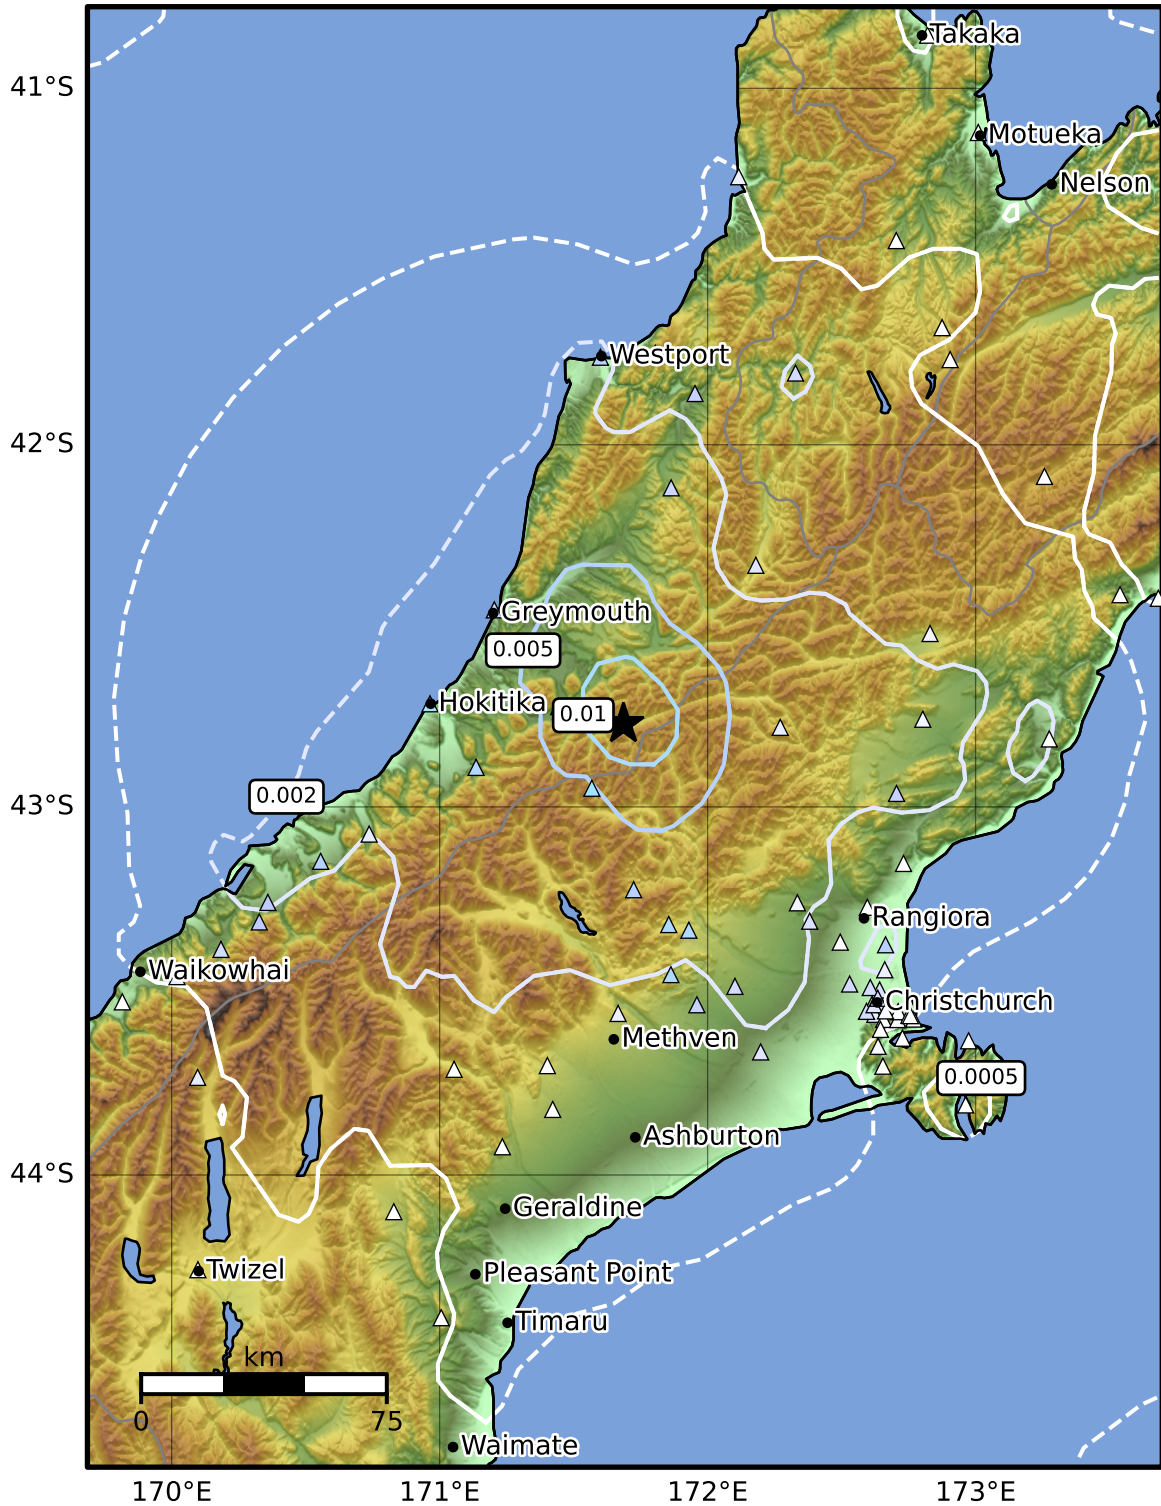 Takaka
41°S
Motueka
Nelson
Westport
42°S
Greymouth
0.005
Hokitika
0.01
0.002
43°S
Rangiora
Waikowhai
Christchurch
Methven
0.0005
Ashburton
44°S
Geraldine
Twizel
Pleasant Point
Timaru
km
0
75
Waimate
170°E
171°E
172°E
173°E